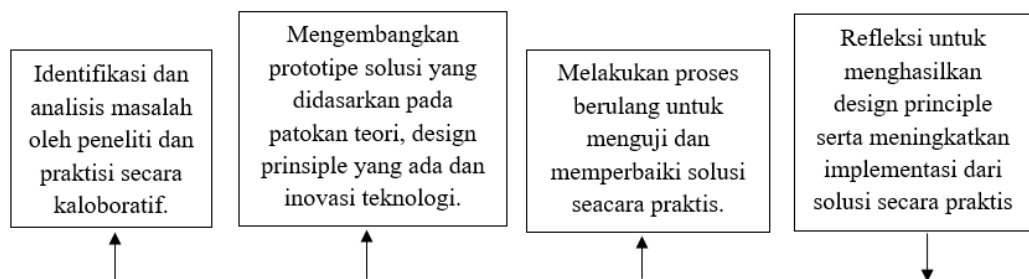 Identifikasi dan
analisis masalah
oleh peneliti dan
praktisi secara
kaloboratif.
Mengembangkan
prototipe solusi yang
didasarkan pada
patokan teori, design
prinsiple yang ada dan
inovasi teknologi.
Melakukan proses
berulang untuk
menguji dan
memperbaiki solusi
seacara praktis.
Refleksi untuk
menghasilkan
design principle
serta meningkatkan
implementasi dari
solusi secara praktis